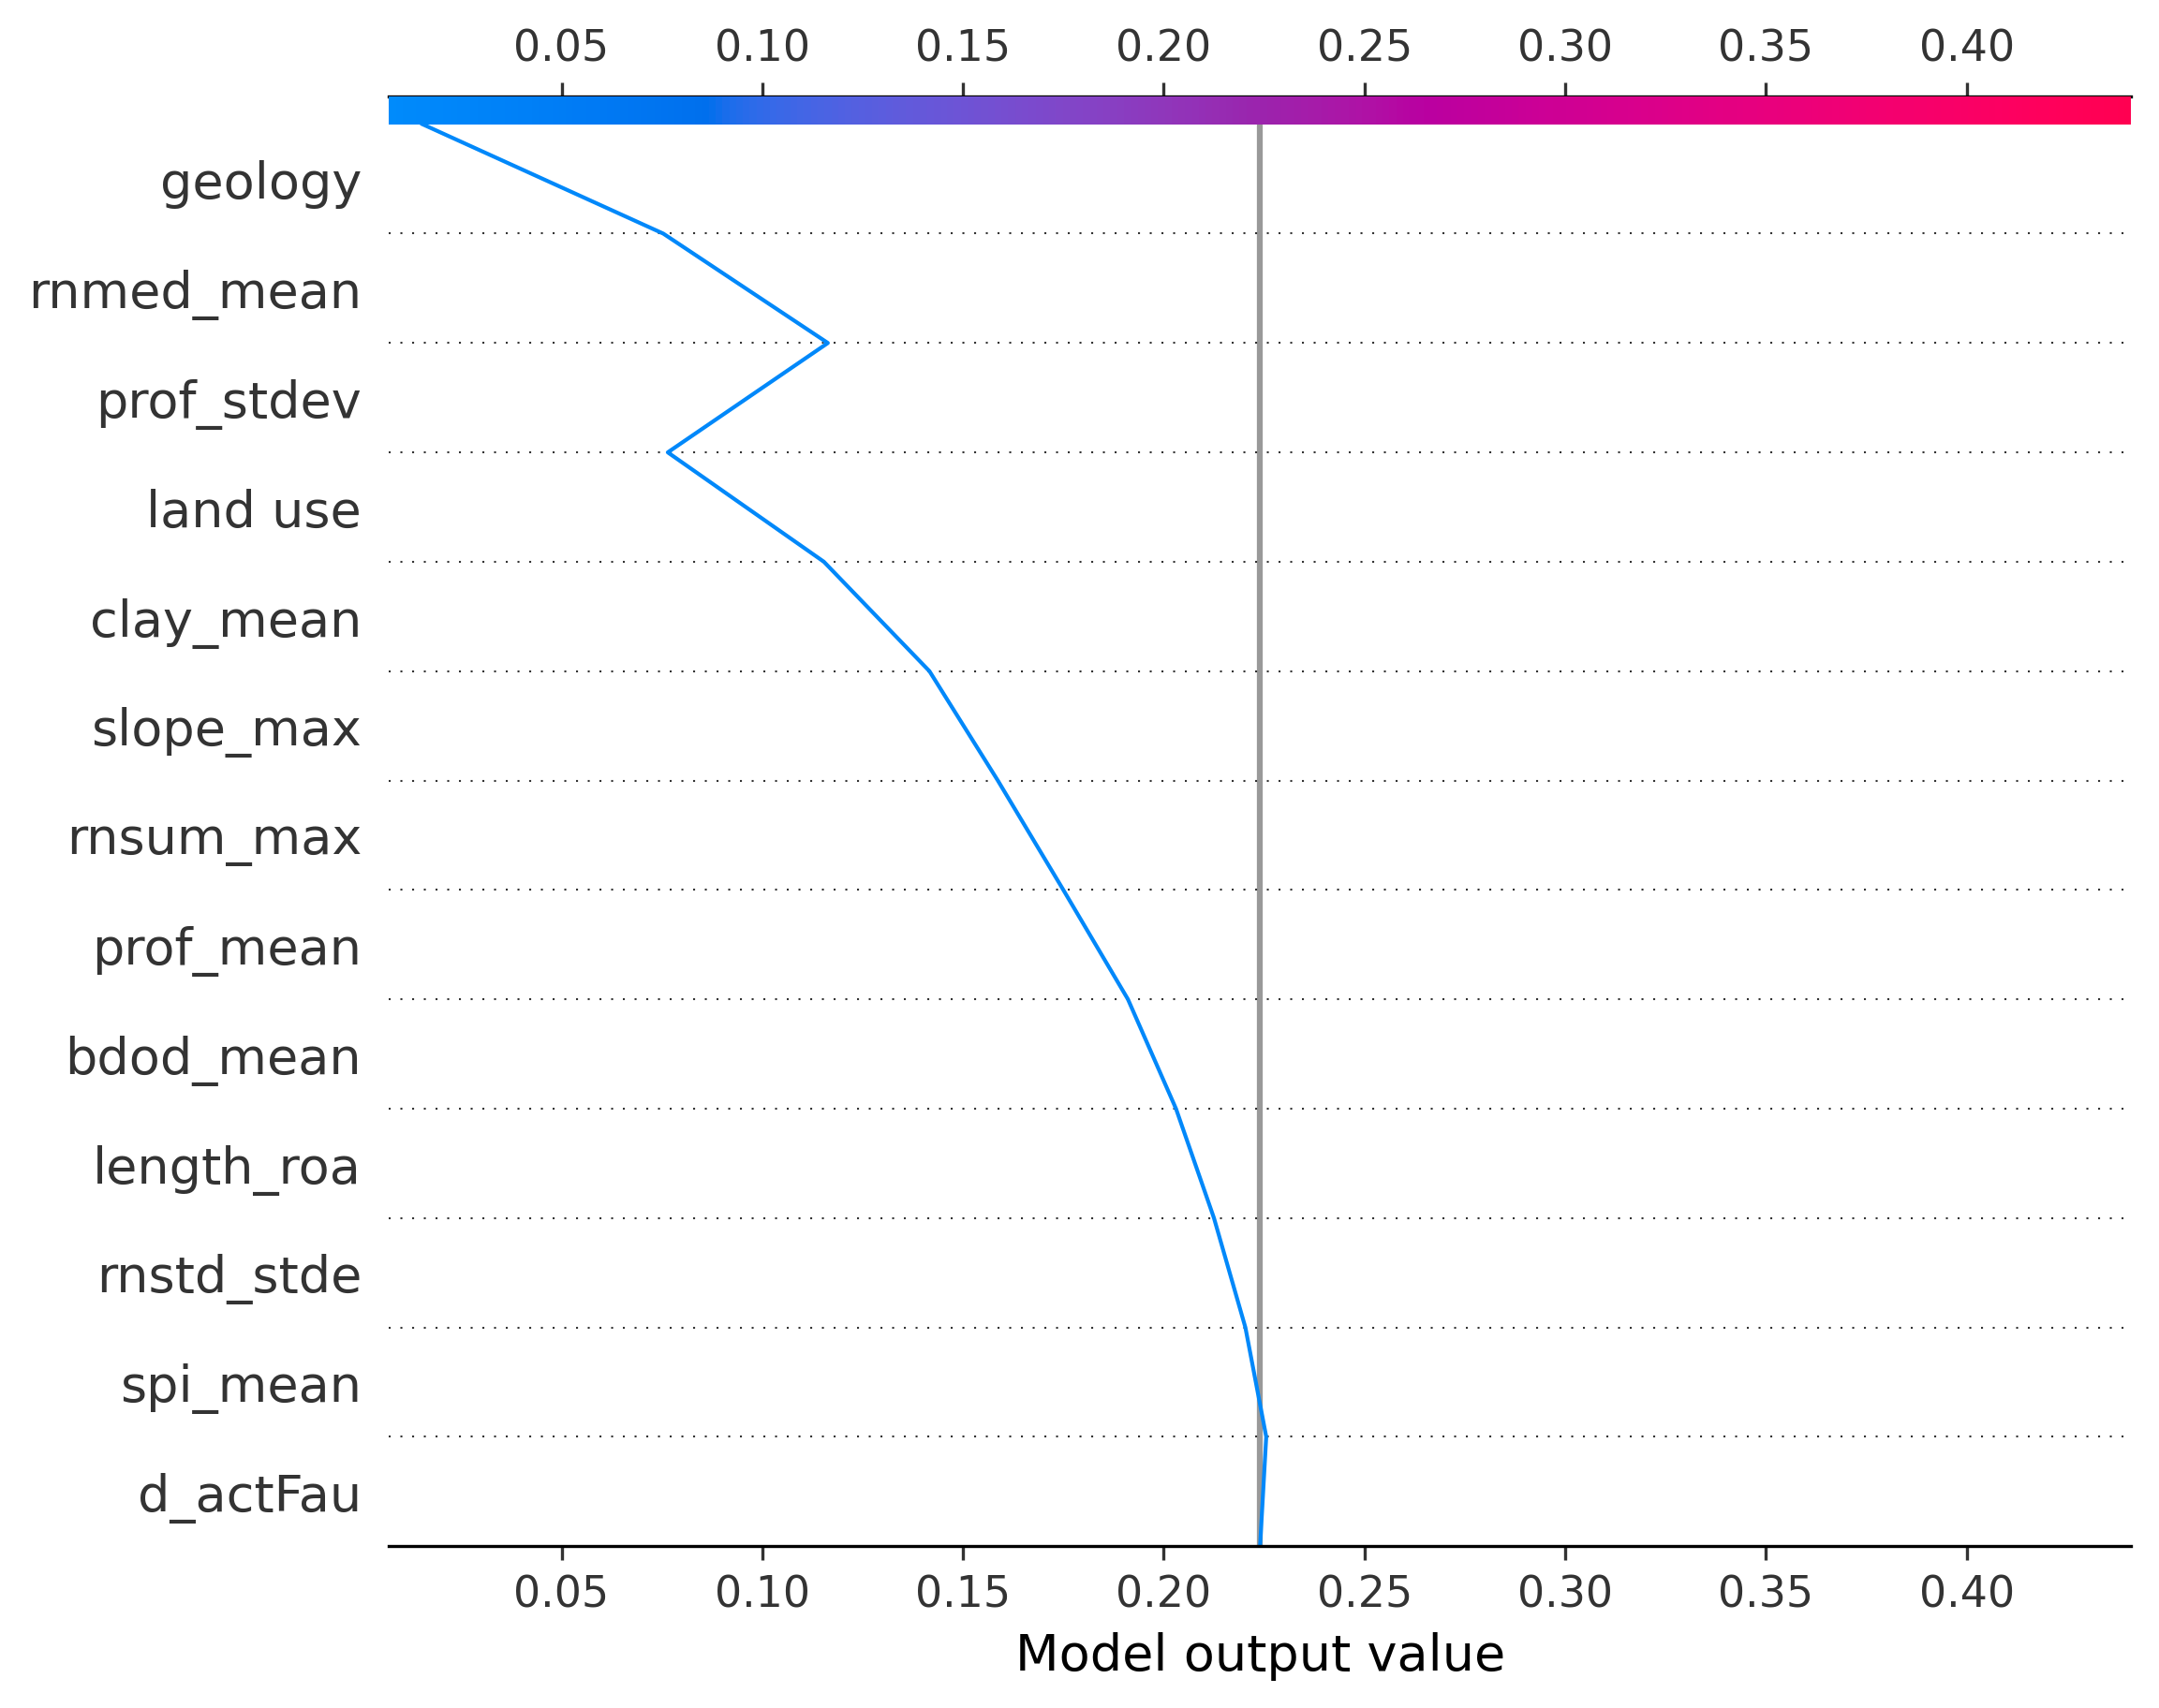 0.05 0.10 0.15 0.20 0.25 0.30 0.35 0.40
geology
rnmed_mean
prof_stdev
land use
clay_mean
slope_max
rnsum_max
prof_mean
bdod_mean
length_roa
rnstd_stde
spi_mean
d_actFau
0.05 0.10 0.15 0.20 0.25 0.30 0.35 0.40
Model output value